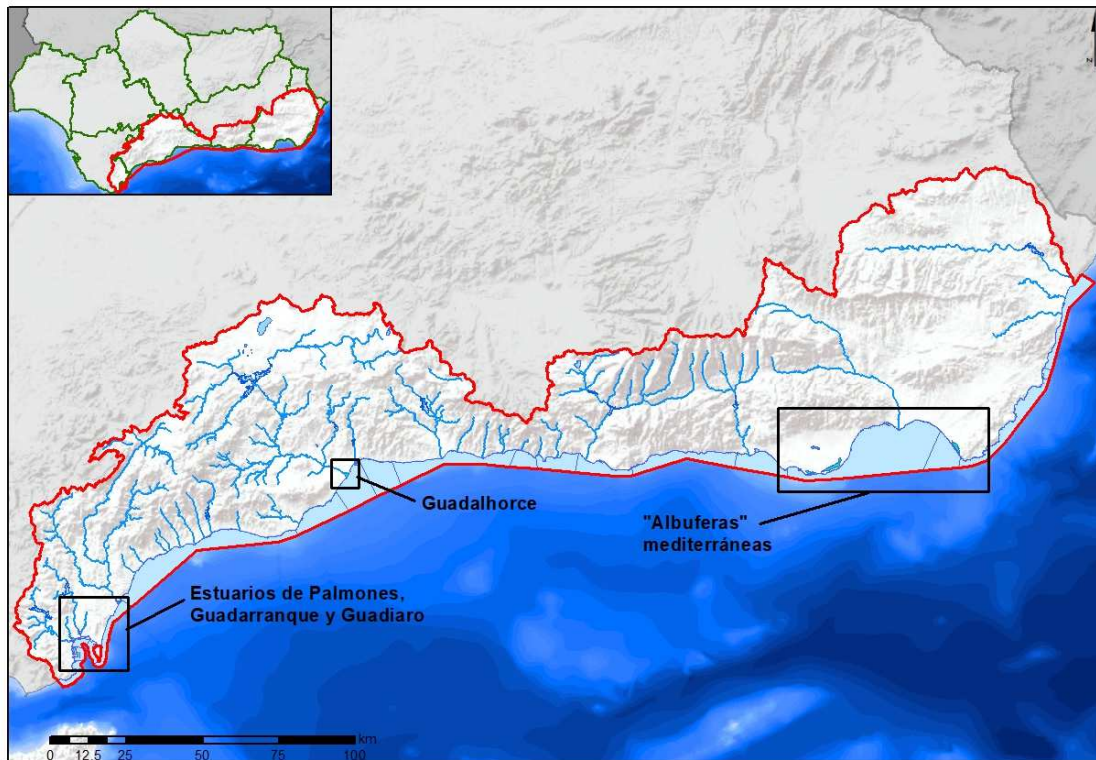 N
Guadalhorce
"Albuferas"
mediterráneas
Estuarios de Palmones,
Guadarranque y Guadiaro
km
0 12.5 25 50 75 100